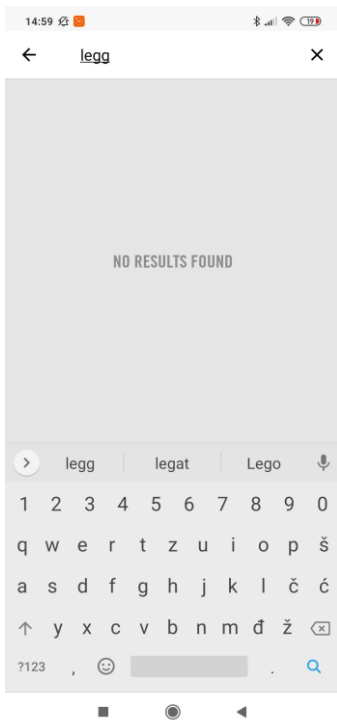 14:59 19
legg
NO RESULTS FOUND
legg legat Lego
1 2 3 4 5 6 7 8 9 0
q w e r t z u i o p š
a s d f g h j k l č ć
y x c v b n m đ ž
?123 , .